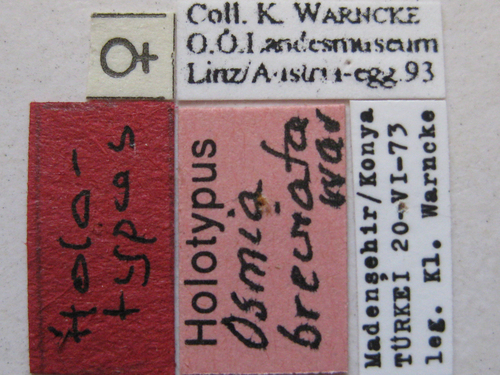 ♀
Coll. K. WARNCKE
O.Ö.Landesmuseum
Linz/Austria-egg.93
Holo-
typus
Holotypus
Osmia
breviata
War
Madenşehir/Konya
TÜRKEİ 20-VI-73
leg. Kl. Warncke